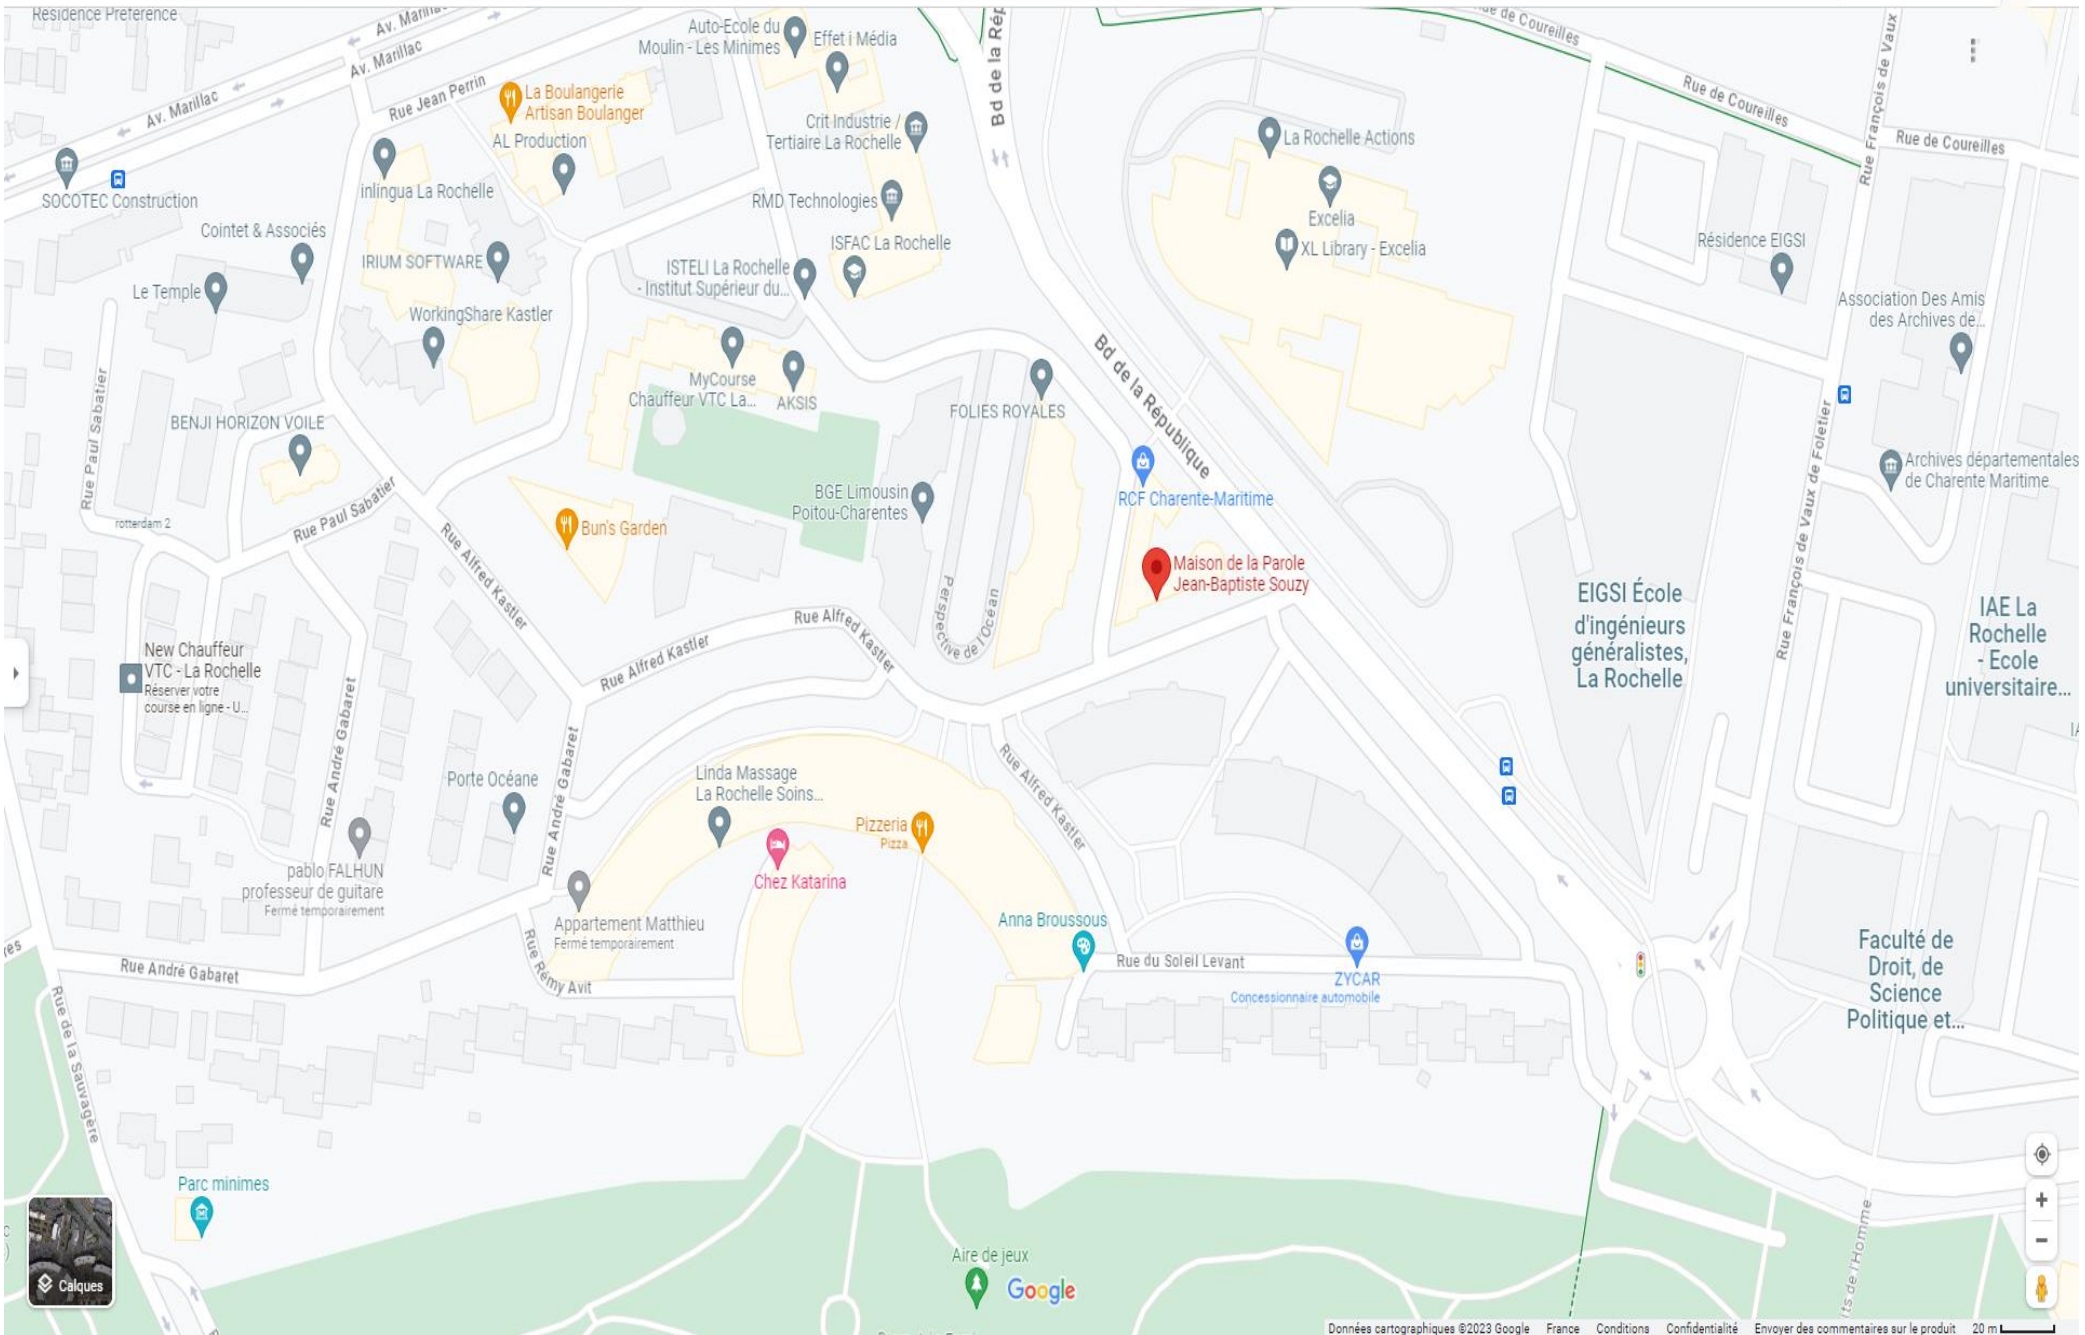 Residence Preference
Av. Marillac
Av. Marillac
Rue Jean Perrin
Auto-Ecole du
Moulin - Les Minimes
Effet i Média
Bd de la Rép
Bd de la
Rue de Coureilles
Rue de Coureilles
Rue de Coureilles
Rue François de Vaux
La Boulangerie
Artisan Boulanger
AL Production
Crit Industrie /
Tertiaire La Rochelle
La Rochelle Actions
SOCOTEC Construction
inlingua La Rochelle
RMD Technologies
Excelia
XL Library - Excelia
Cointet & Associés
IRIUM SOFTWARE
ISFAC La Rochelle
ISTELI La Rochelle
- Institut Supérieur du...
Résidence EIGSI
Le Temple
WorkingShare Kastler
Association Des Amis
des Archives de...
MyCourse
Chauffeur VTC La...
AKSIS
Bd de la République
FOLIES ROYALES
Rue Paul Sabatier
BENJI HORIZON VOILE
Archives départementales
de Charente Maritime
BGE Limousin
Poitou-Charentes
RCF Charente-Maritime
rotterdam 2
Rue Paul Sabatier
Bun's Garden
Rue Alfred Kastler
Maison de la Parole
Jean-Baptiste Souzy
Rue François de Vaux de Foletier
EIGSI École
d'ingénieurs
généralistes,
La Rochelle
IAE La
Rochelle
- Ecole
universitaire...
Perspective de l'Océan
Rue Alfred Kastler
Rue Alfred Kastler
New Chauffeur
VTC - La Rochelle
Réserver votre
course en ligne - U...
Rue André Gabaret
Rue André Gabaret
Porte Océane
Linda Massage
La Rochelle Soins...
Rue Alfred Kastler
Pizzeria
Pizza
Chez Katarina
pablo FALHUN
professeur de guitare
Fermé temporairement
Appartement Matthieu
Fermé temporairement
Anna Broussous
Rue du Soleil Levant
ZYCAR
Concessionnaire automobile
Faculté de
Droit, de
Science
Politique et...
Rue André Gabaret
Rue Rémy Avit
Rue de la Sauvagère
Parc minimes
Aire de jeux
Google
Calques
ts de l'Homme
Données cartographiques ©2023 Google France Conditions Confidentialité Envoyer des commentaires sur le produit 20 m